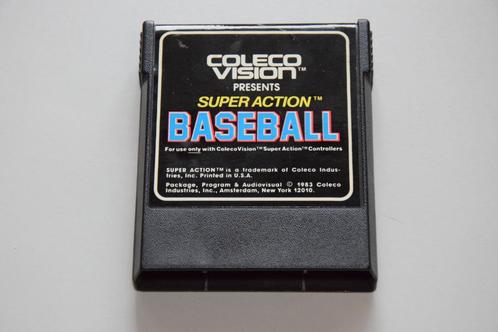 COLECO
VISION™
PRESENTS
SUPER ACTION™
BASEBALL
For use only with ColecoVision™ Super Action™ Controllers
SUPER ACTION™ is a trademark of Coleco Indus-
tries, Inc. Printed in U.S.A.
Package, Program & Audiovisual © 1983 Coleco
Industries, Inc., Amsterdam, New York 12010.